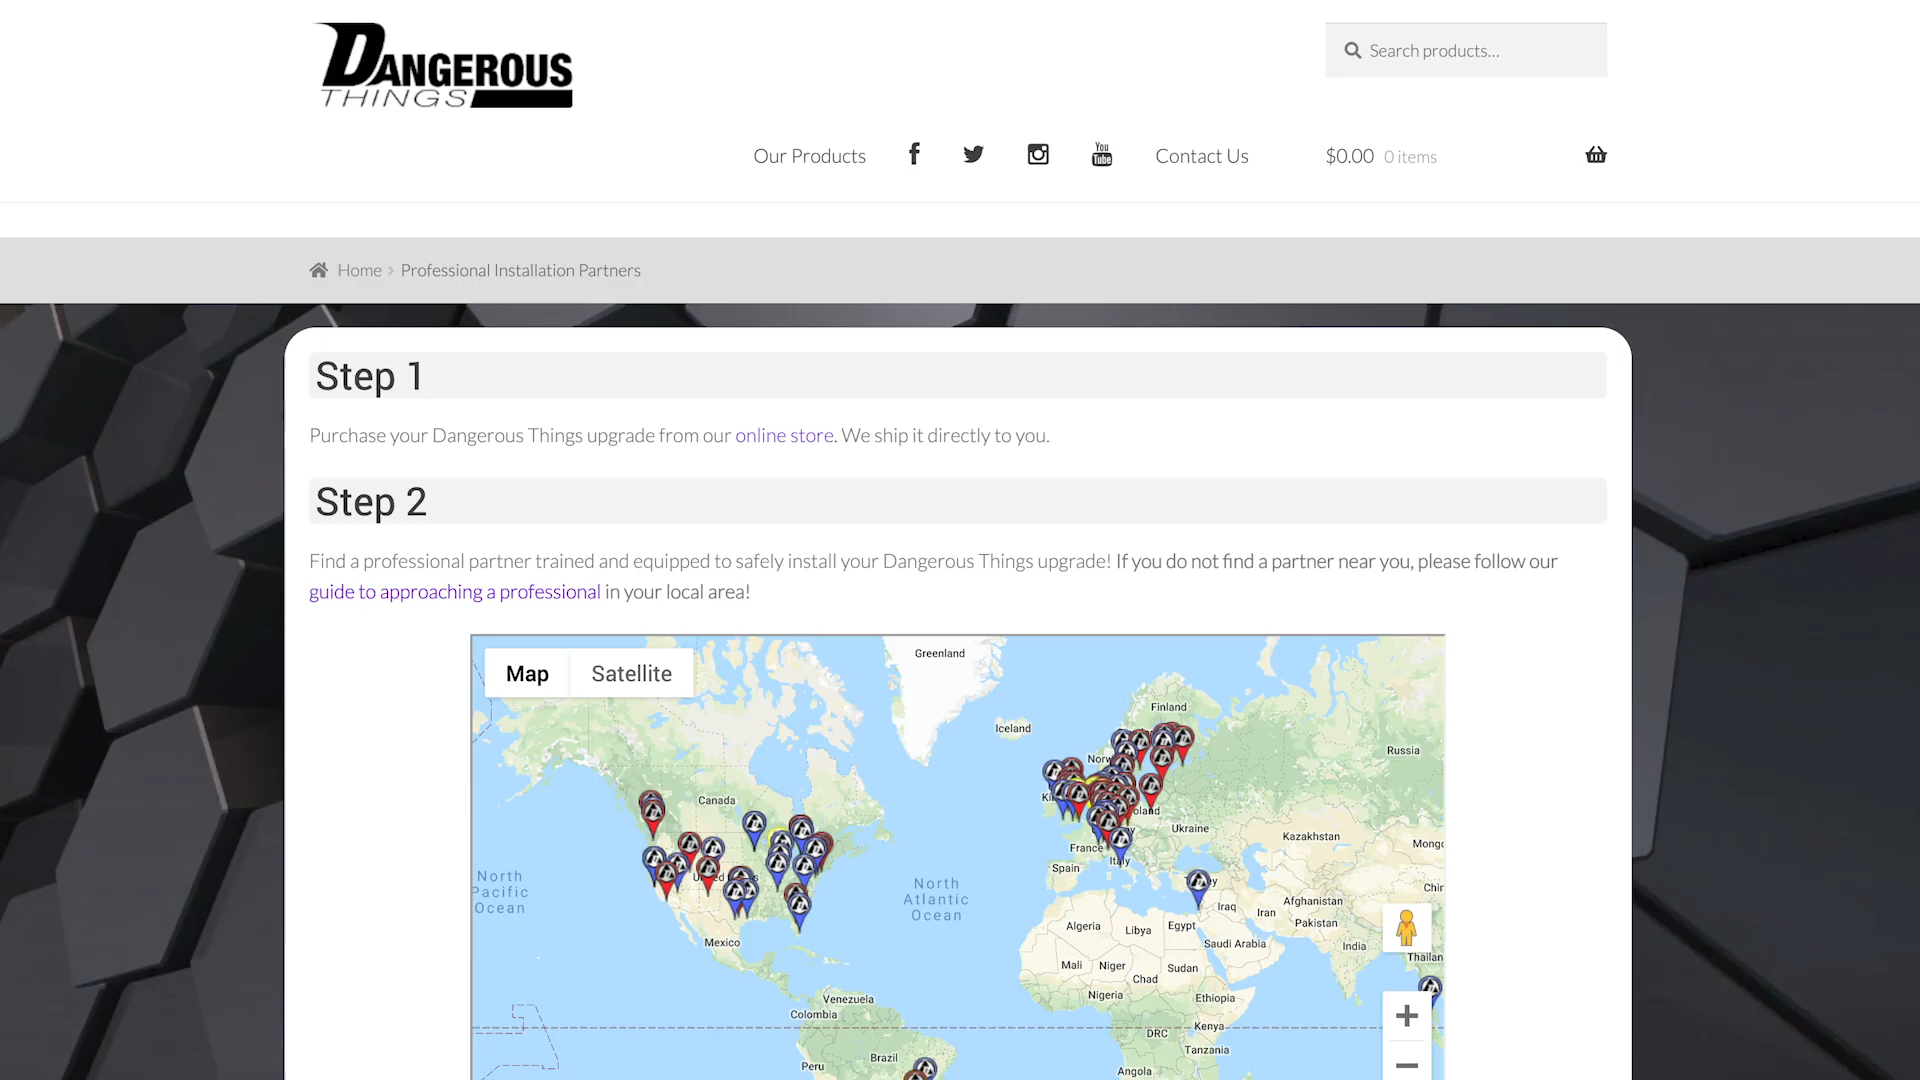 DANGEROUS
THINGS
Search products...
Our Products
You
Tube
Contact Us
$0.00 0 items
Home › Professional Installation Partners
Step 1
Purchase your Dangerous Things upgrade from our online store. We ship it directly to you.
Step 2
Find a professional partner trained and equipped to safely install your Dangerous Things upgrade! If you do not find a partner near you, please follow our
guide to approaching a professional in your local area!
Map Satellite
Greenland
Finland
Iceland
Russia
Canada
Ukraine
Kazakhstan
France
Italy
Spain
North
Pacific
Ocean
North
Atlantic
Ocean
Iraq
Iran
Afghanistan
Pakistan
India
Algeria
Libya
Egypt
Saudi Arabia
Mexico
Mali
Niger
Chad
Sudan
Nigeria
Ethiopia
Venezuela
Colombia
DRC
Kenya
Tanzania
Angola
Brazil
Peru